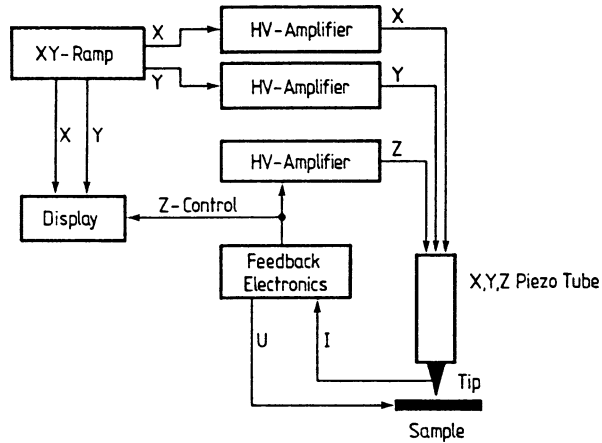 X
HV-Amplifier
X
XY-Ramp
Y
HV-Amplifier
Y
X
Y
HV-Amplifier
Z
Z-Control
Display
Feedback
Electronics
X,Y,Z Piezo Tube
U
I
Tip
Sample